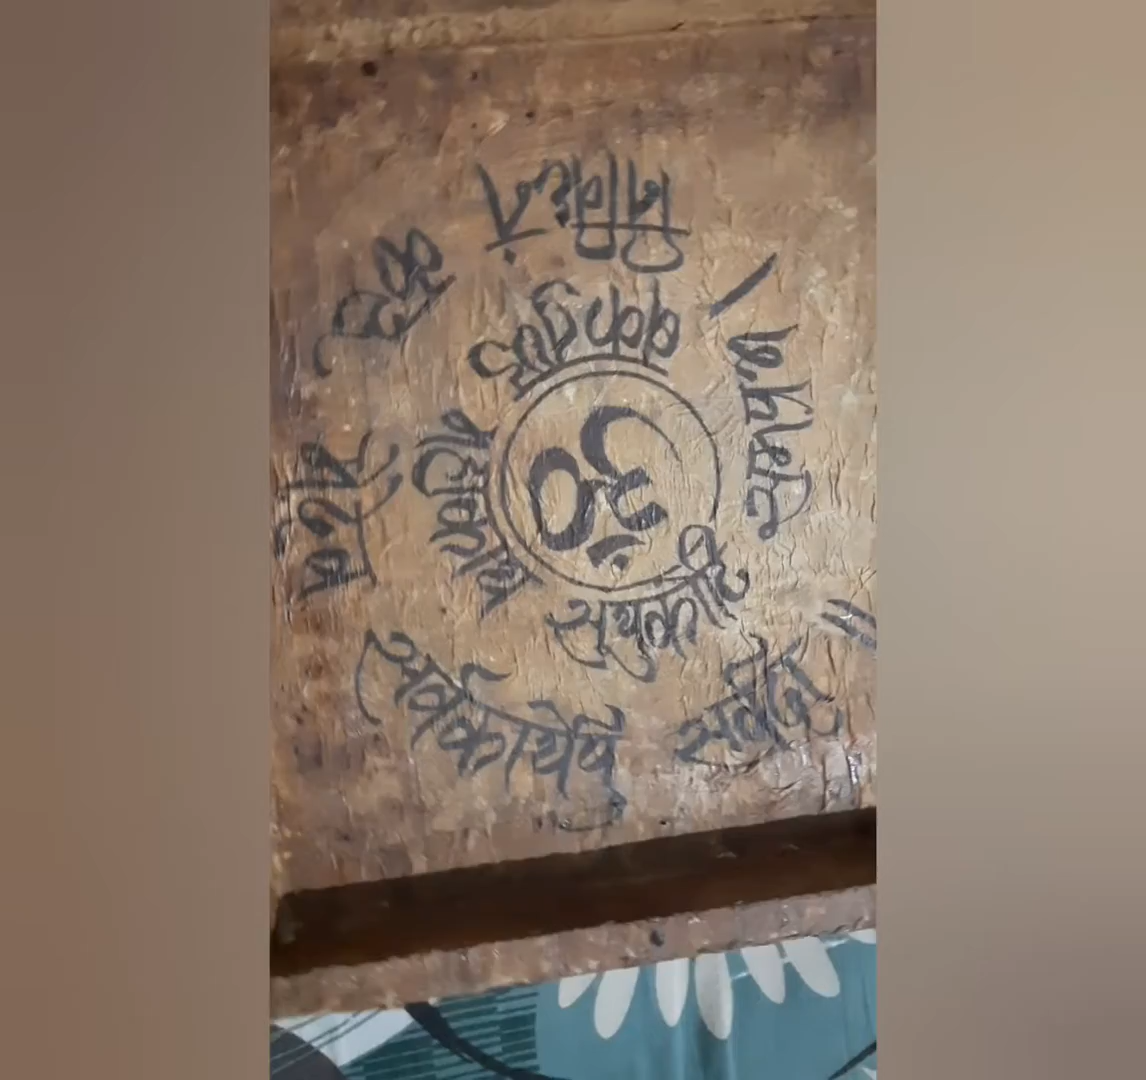 ॐ
वक्रतुण्ड
महाकाय
सुर्यकोटि
समप्रभ ।
निर्विघ्नं
कुरु
मे देव
सर्वकार्येषु
सर्वदा ॥